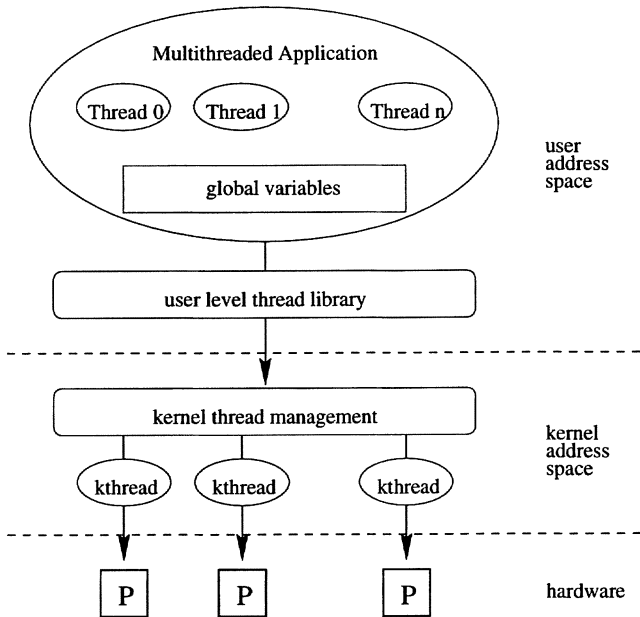 Multithreaded Application
Thread 0
Thread 1
Thread n
global variables
user
address
space
user level thread library
kernel thread management
kernel
address
space
kthread
kthread
kthread
P
P
P
hardware